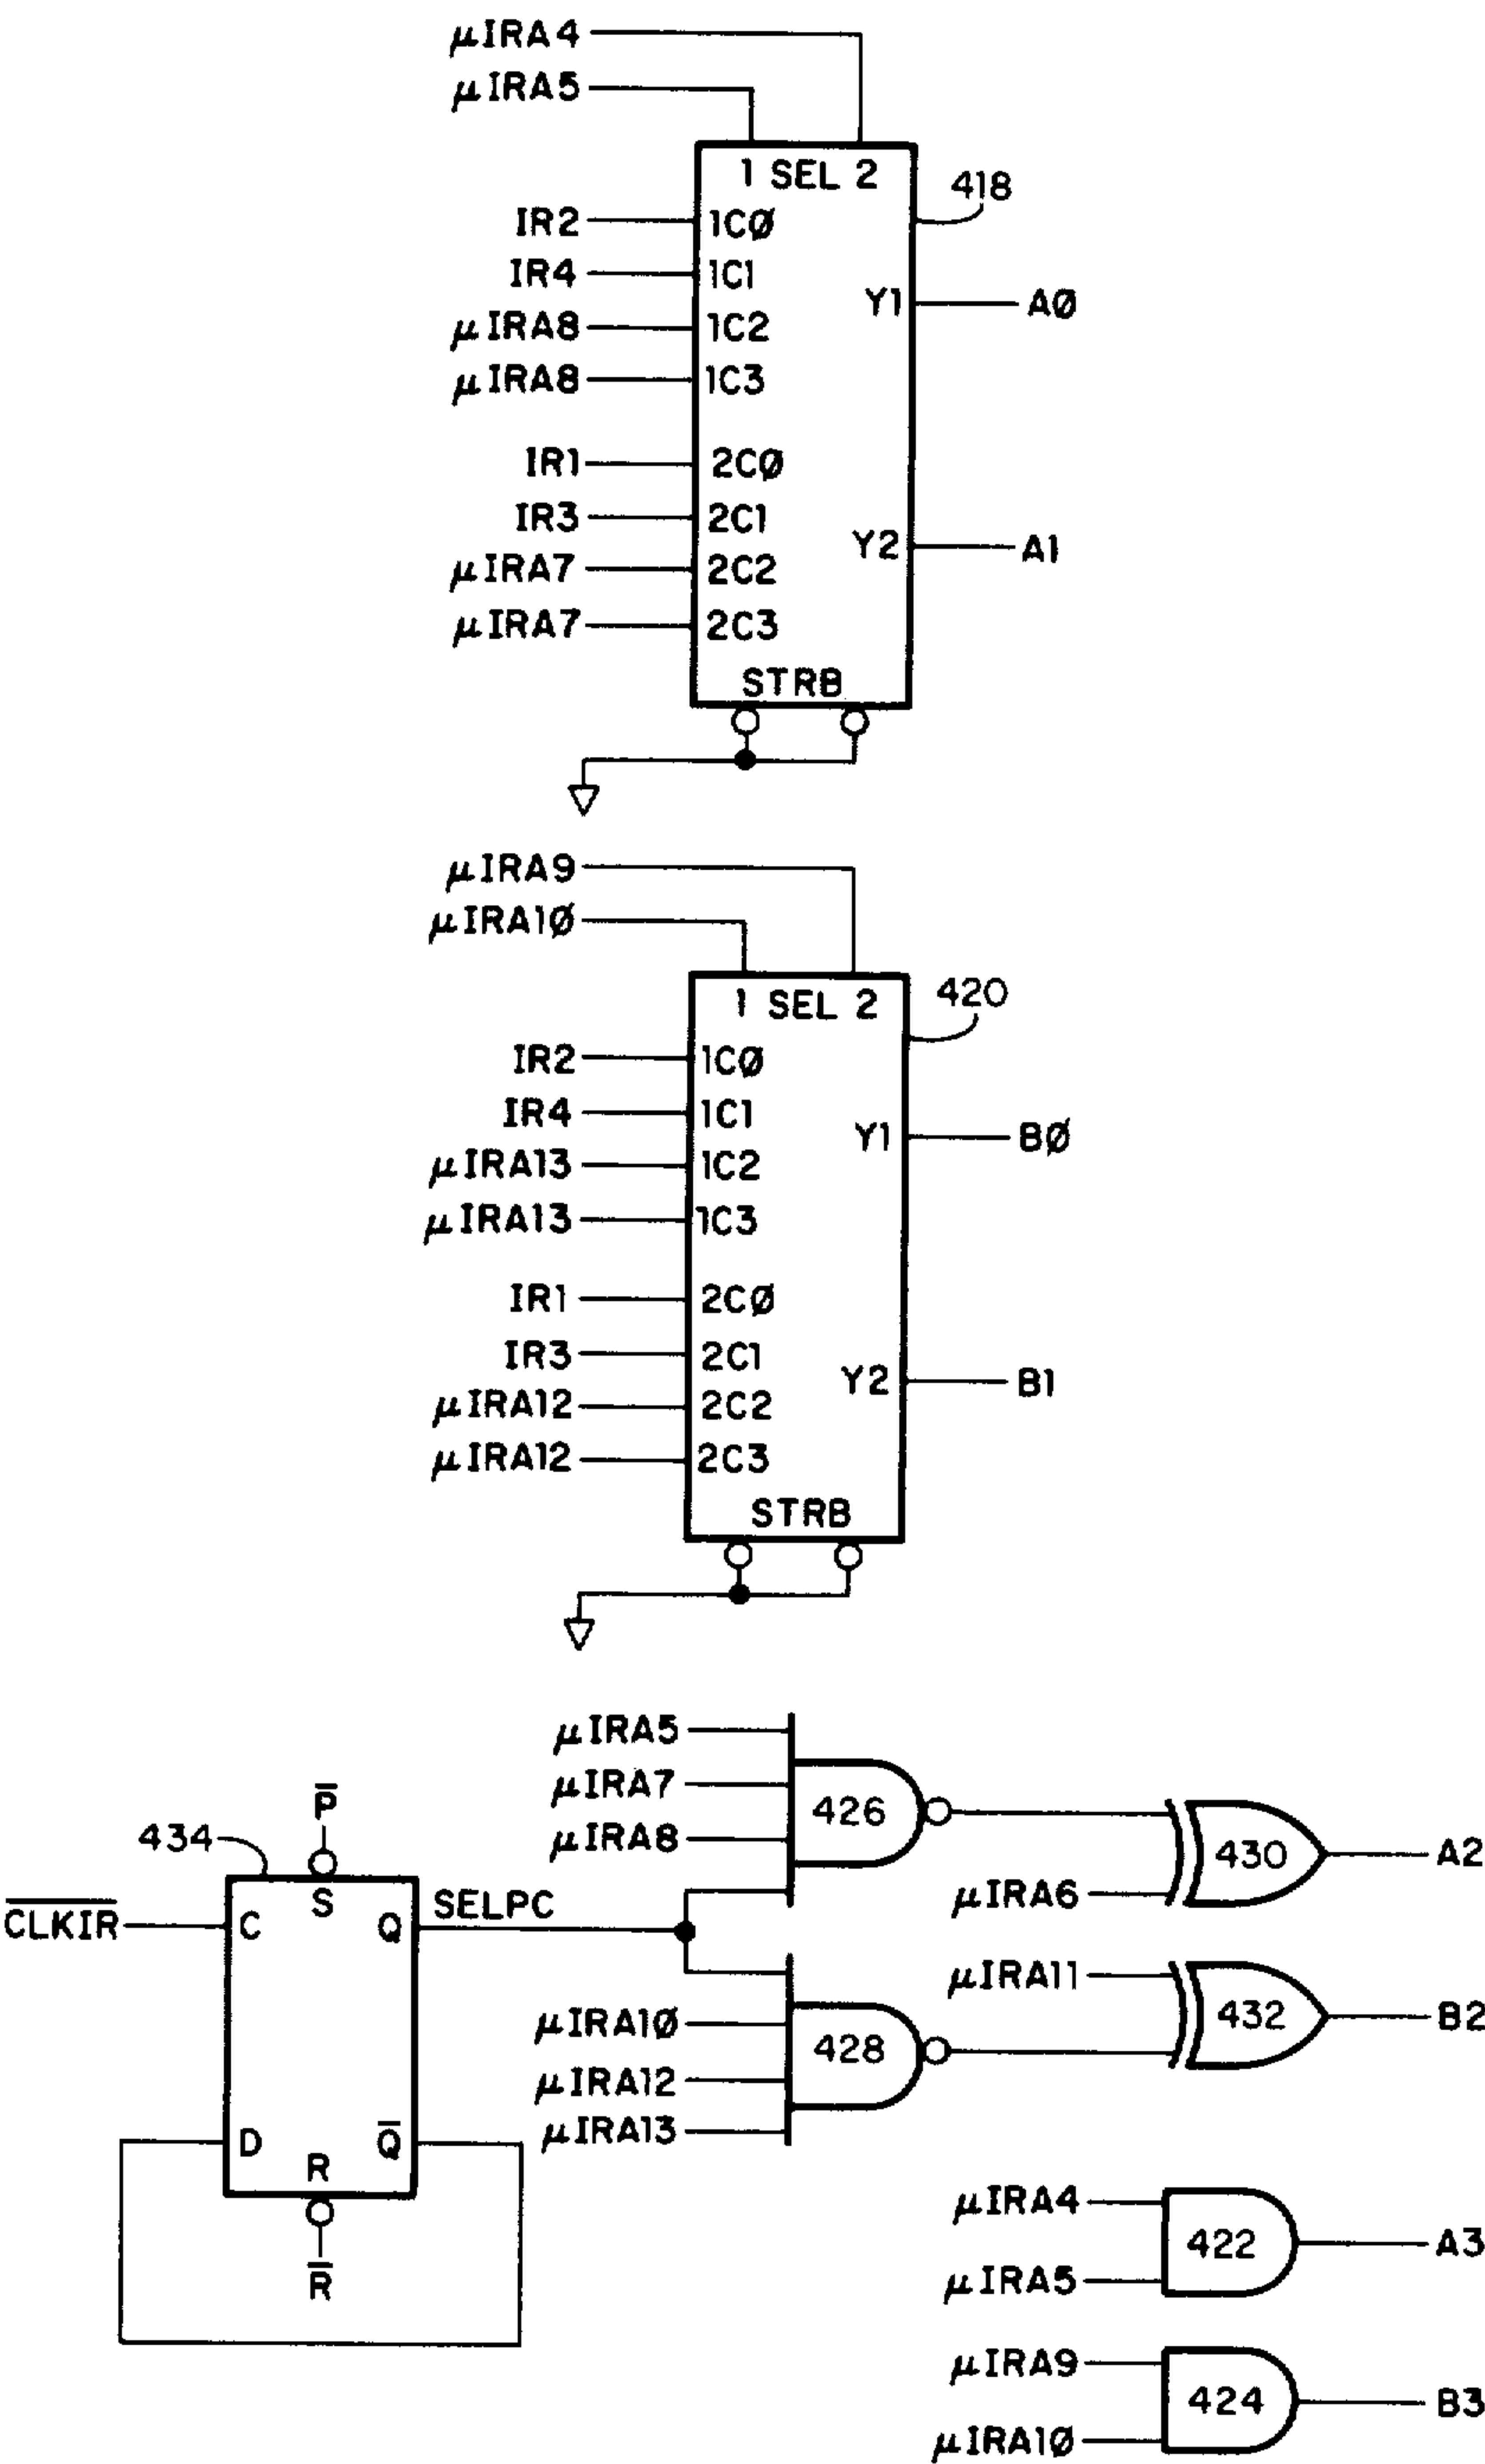 μIRA4
μIRA5
1 SEL 2
418
IR2 1CØ
IR4 1C1
Y1 AØ
μIRA8 1C2
μIRA8 1C3
IR1 2CØ
IR3 2C1
Y2 A1
μIRA7 2C2
μIRA7 2C3
STRB
μIRA9
μIRA1Ø
1 SEL 2
420
IR2 1CØ
IR4 1C1
Y1 BØ
μIRA13 1C2
μIRA13 1C3
IR1 2CØ
IR3 2C1
Y2 B1
μIRA12 2C2
μIRA12 2C3
STRB
μIRA5
μIRA7
μIRA8
426
μIRA6
430
A2
P̅
434
S
C̅L̅K̅I̅R̅ C
Q SELPC
D
Q̅
R
R̅
μIRA1Ø
μIRA12
μIRA13
428
μIRA11
432
B2
μIRA4
μIRA5
422
A3
μIRA9
μIRA1Ø
424
B3